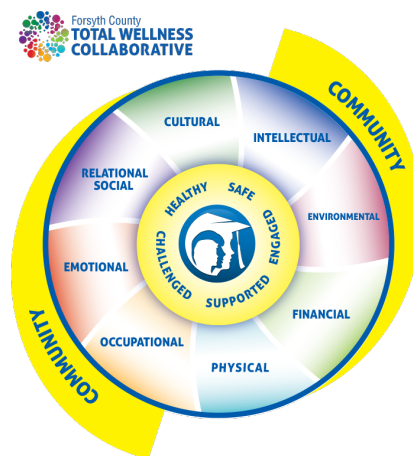 Forsyth County
TOTAL WELLNESS
COLLABORATIVE
COMMUNITY
CULTURAL
INTELLECTUAL
RELATIONAL
SOCIAL
ENVIRONMENTAL
HEALTHY
SAFE
ENGAGED
SUPPORTED
CHALLENGED
EMOTIONAL
FINANCIAL
OCCUPATIONAL
PHYSICAL
COMMUNITY